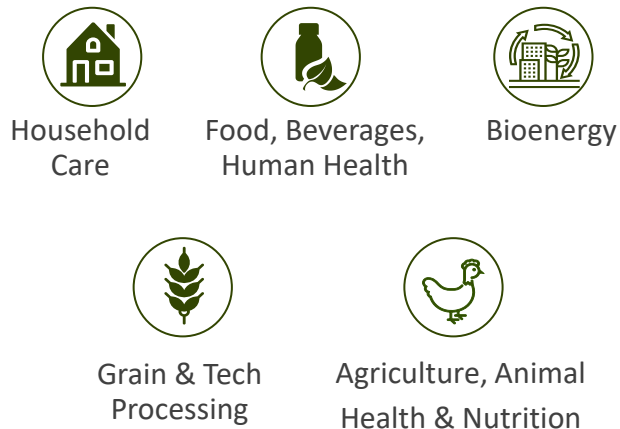 Household
Care
Food, Beverages,
Human Health
Bioenergy
Grain & Tech
Processing
Agriculture, Animal
Health & Nutrition